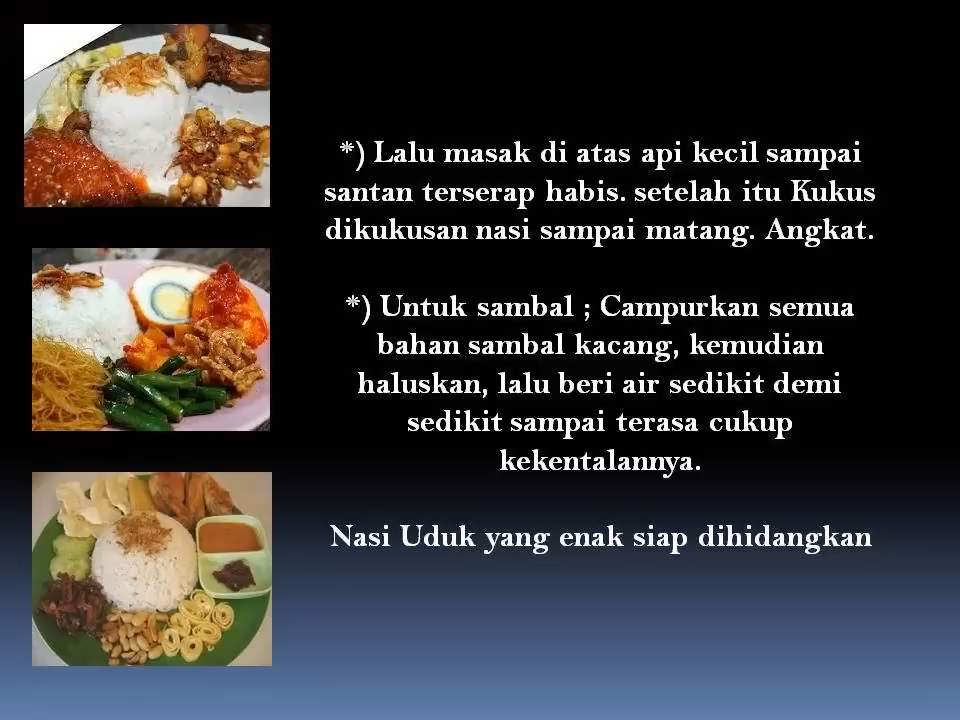 *) Lalu masak di atas api kecil sampai
santan terserap habis. setelah itu Kukus
dikukusan nasi sampai matang. Angkat.
*) Untuk sambal ; Campurkan semua
bahan sambal kacang, kemudian
haluskan, lalu beri air sedikit demi
sedikit sampai terasa cukup
kekentalannya.
Nasi Uduk yang enak siap dihidangkan